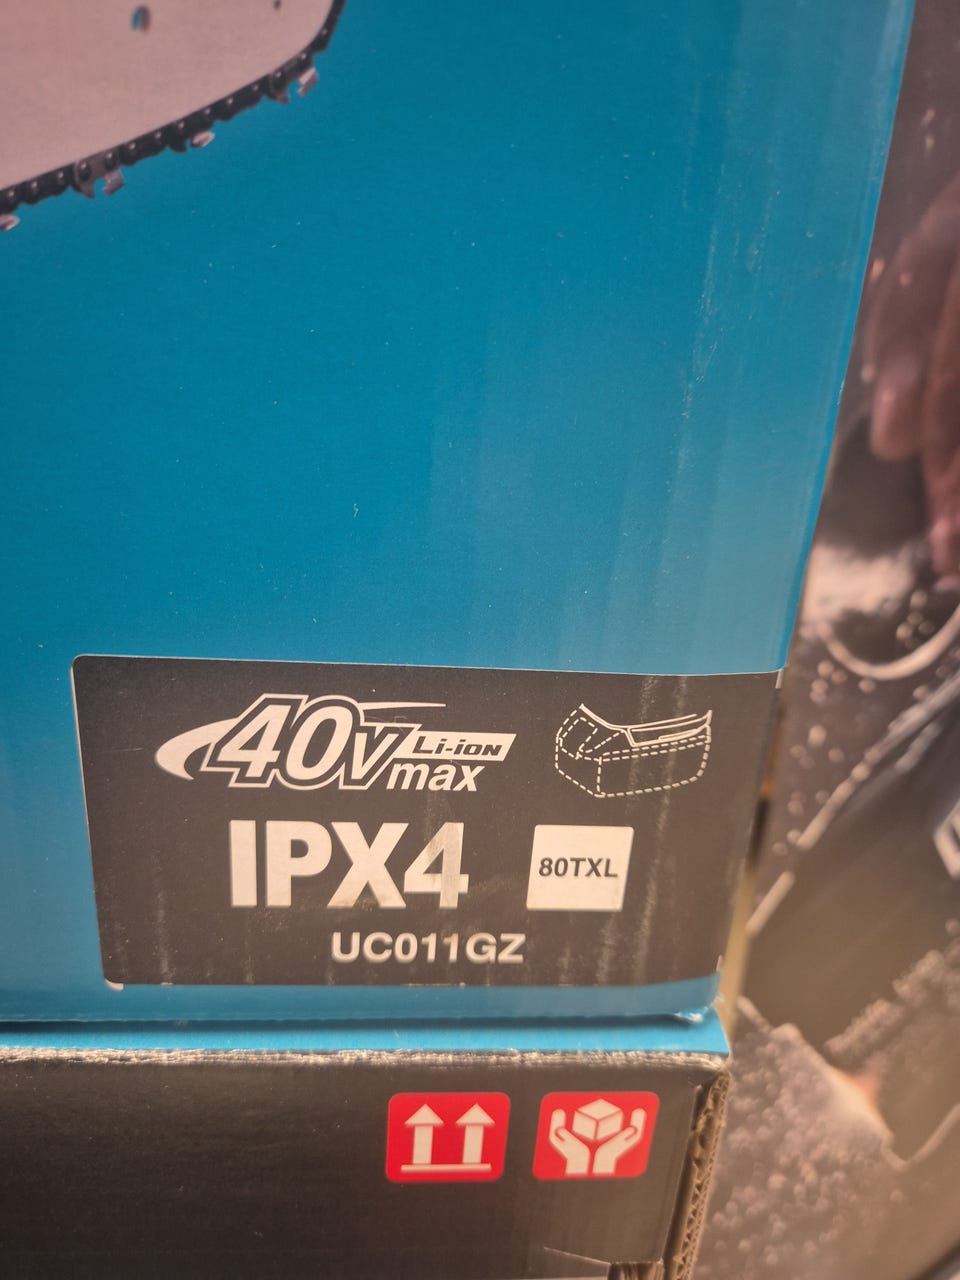 40v Li-ion
max
IPX4
80TXL
UC011GZ